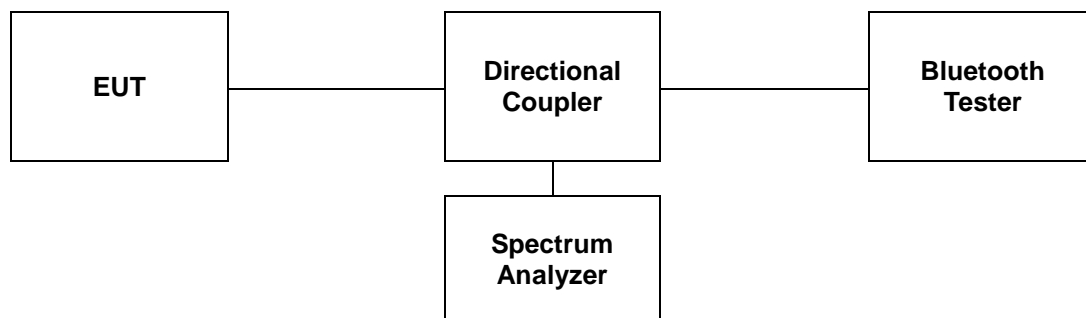 EUT
Directional
Coupler
Bluetooth
Tester
Spectrum
Analyzer